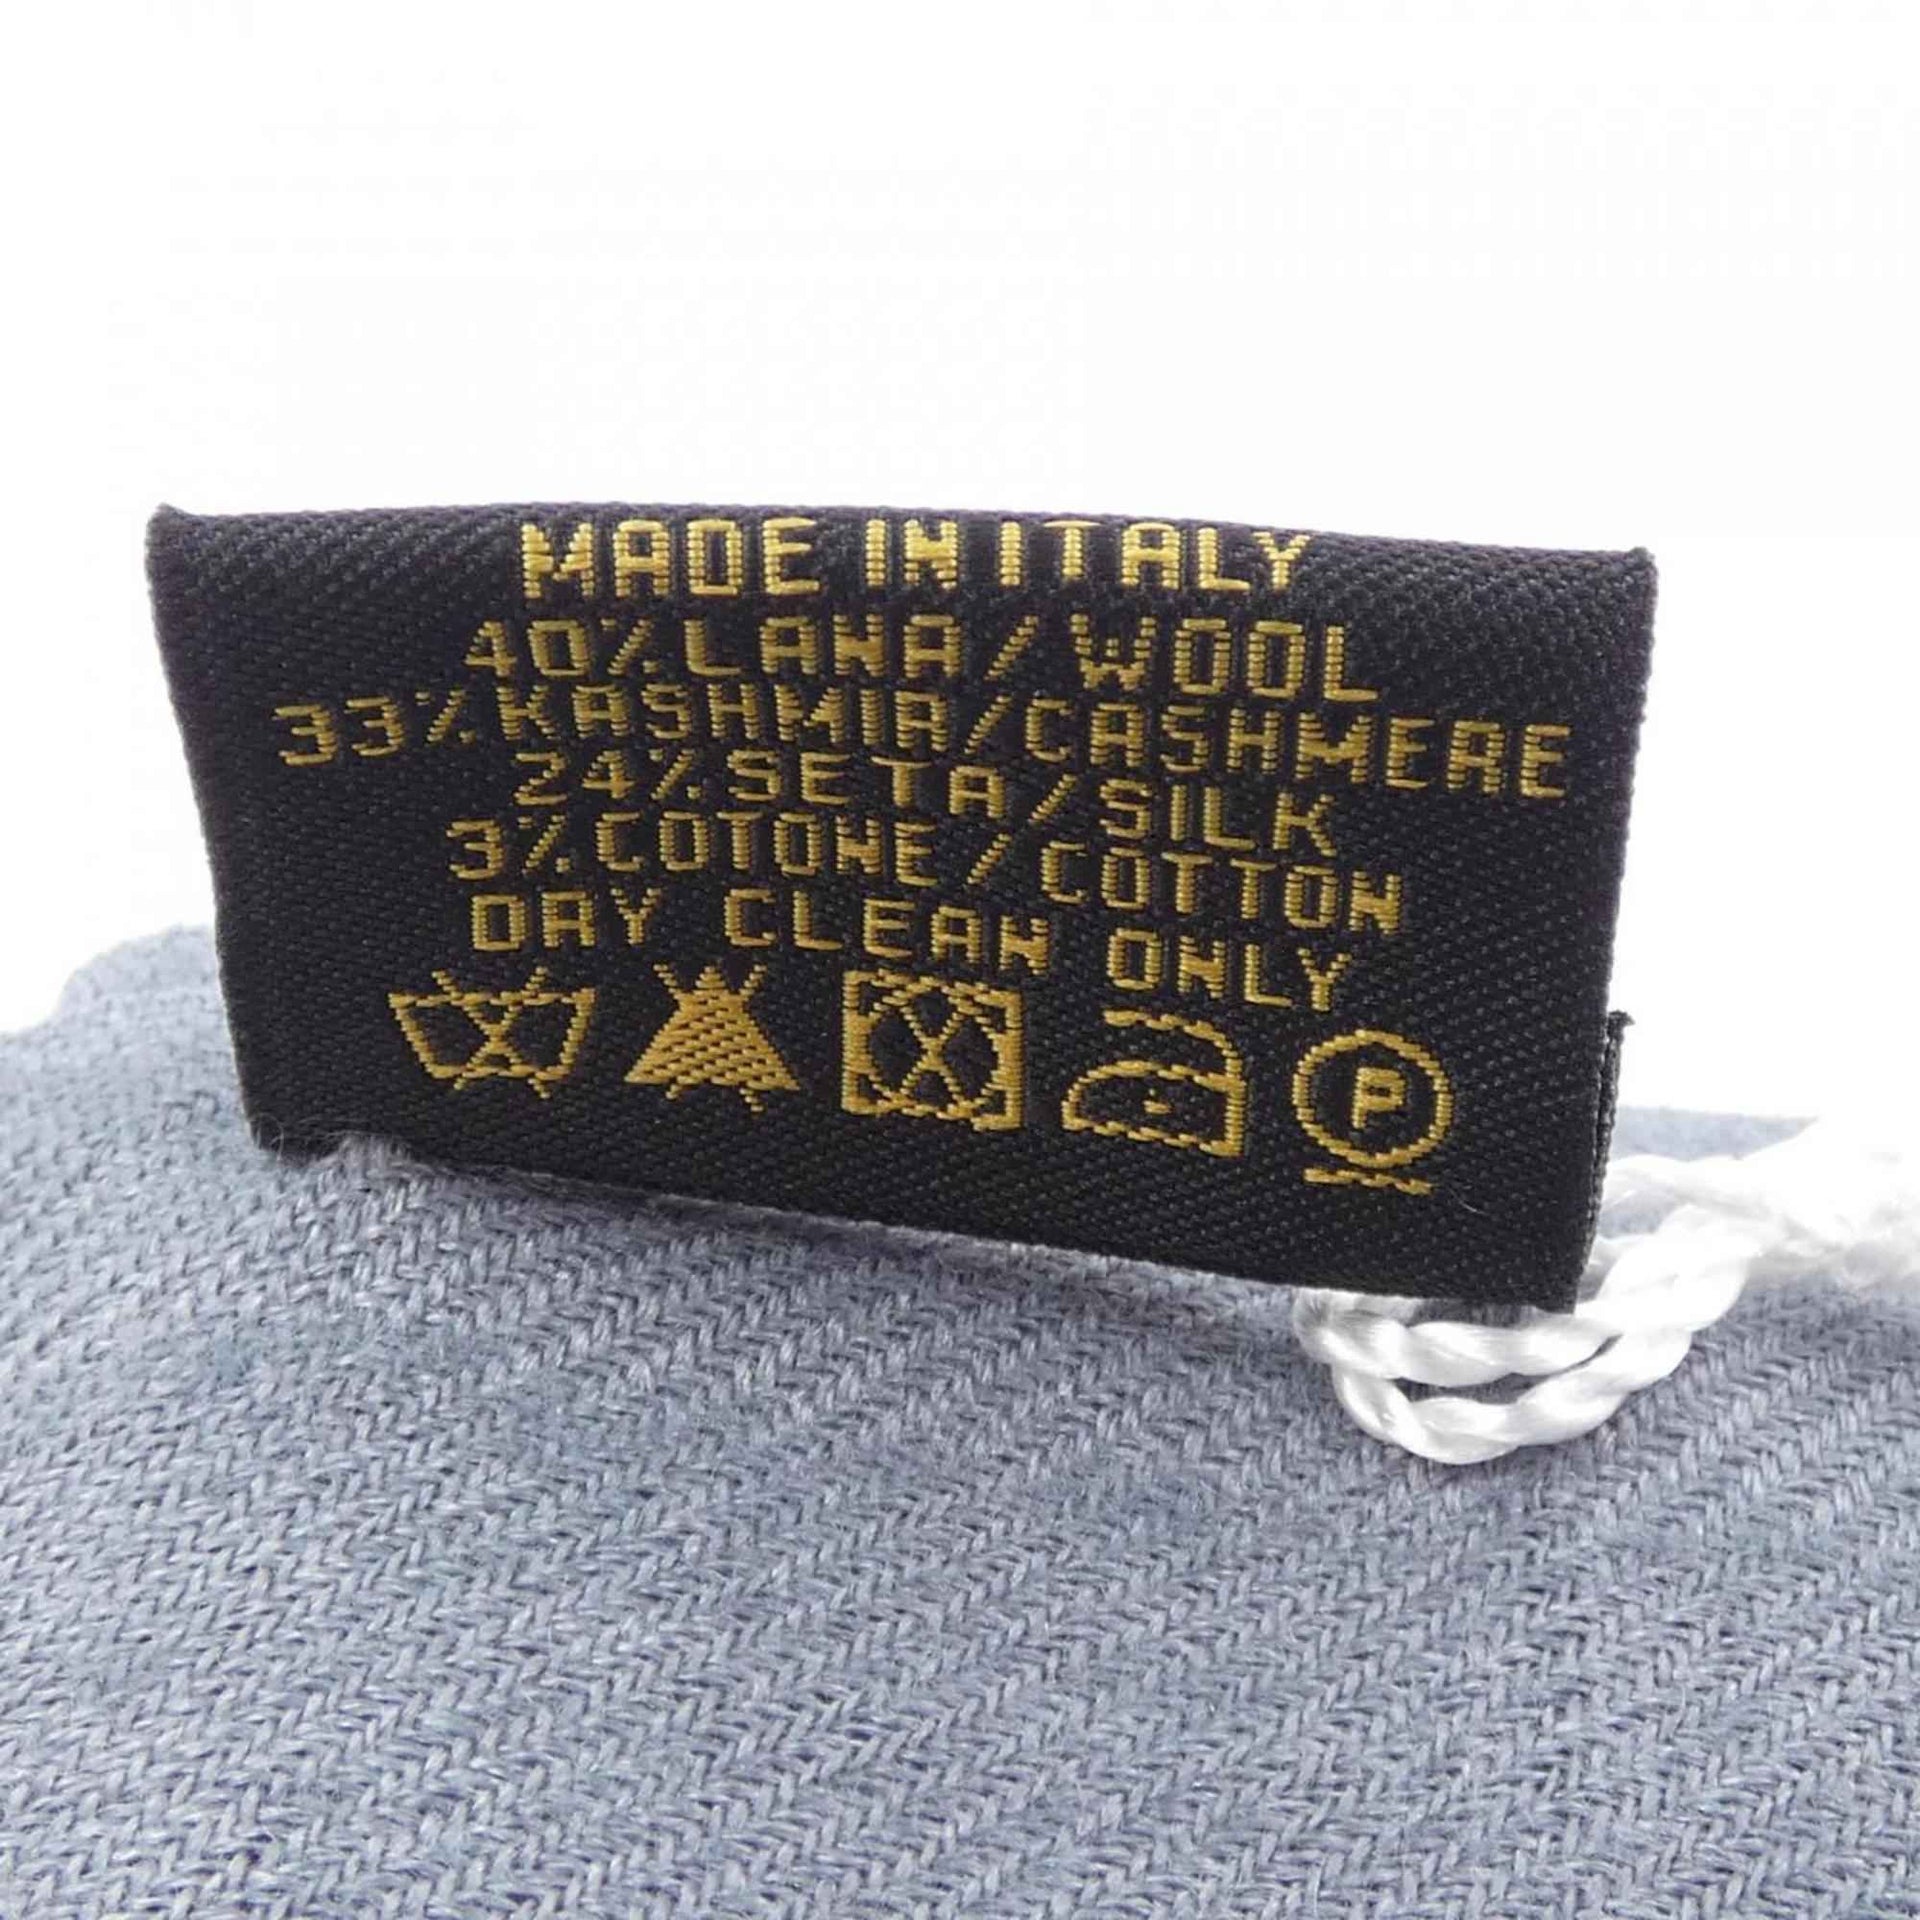 MADE IN ITALY
40% LANA/WOOL
33% KASHMIR/CASHMERE
24% SETA/SILK
3% COTONE/COTTON
DRY CLEAN ONLY
P